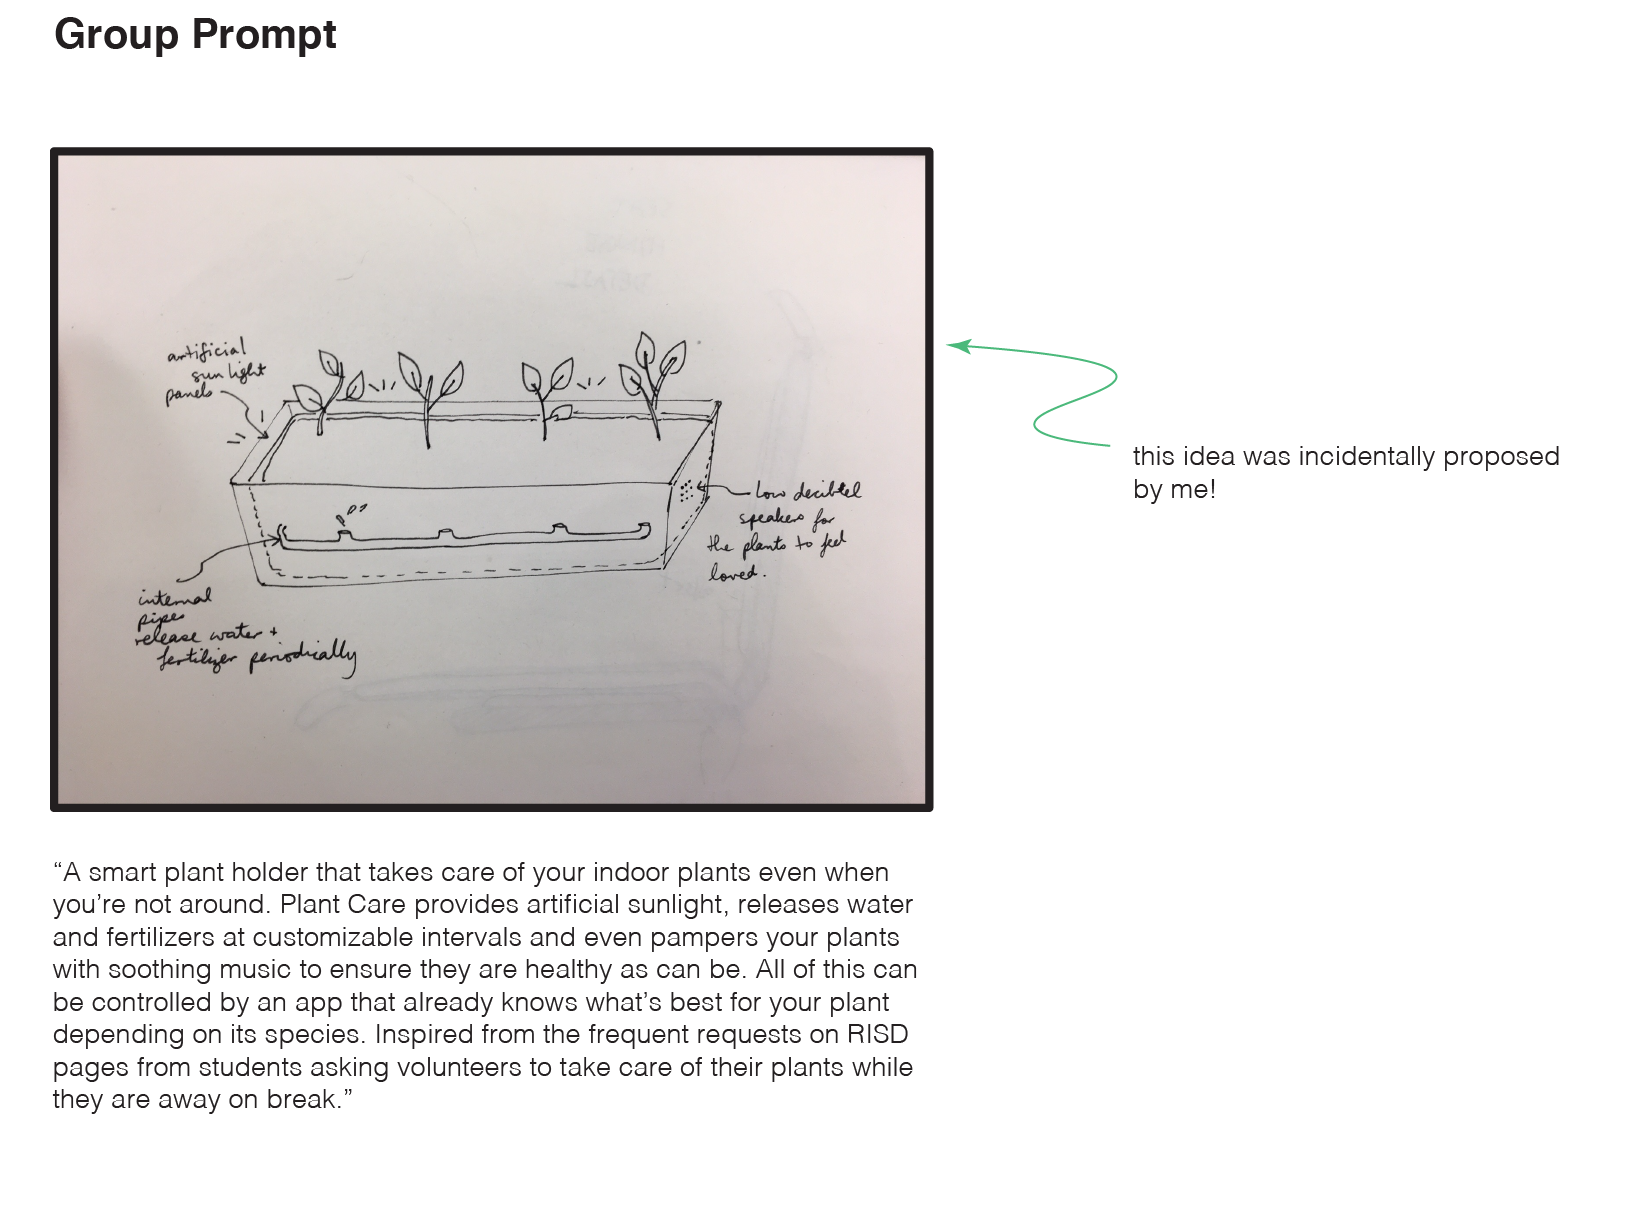 Group Prompt
artificial
sun light
panels
Low decibel
speakers for
the plants to feel
loved.
internal
pipes
release water +
fertilizer periodically
this idea was incidentally proposed
by me!
“A smart plant holder that takes care of your indoor plants even when
you’re not around. Plant Care provides artificial sunlight, releases water
and fertilizers at customizable intervals and even pampers your plants
with soothing music to ensure they are healthy as can be. All of this can
be controlled by an app that already knows what’s best for your plant
depending on its species. Inspired from the frequent requests on RISD
pages from students asking volunteers to take care of their plants while
they are away on break.”